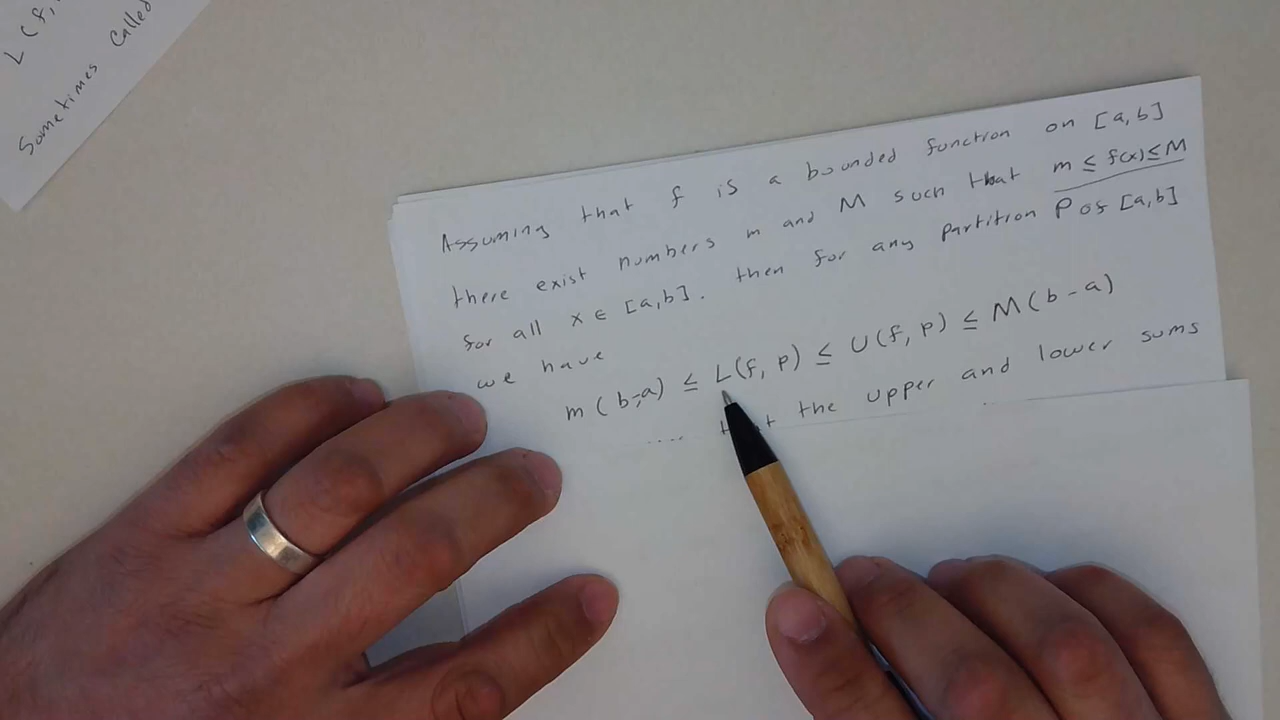 L(f,
Sometimes called
Assuming that f is a bounded function on [a,b]
there exist numbers m and M such that m ≤ f(x) ≤ M
for all x ∈ [a,b]. then for any partition P of [a,b]
we have
m(b-a) ≤ L(f, p) ≤ U(f, p) ≤ M(b-a)
that the upper and lower sums